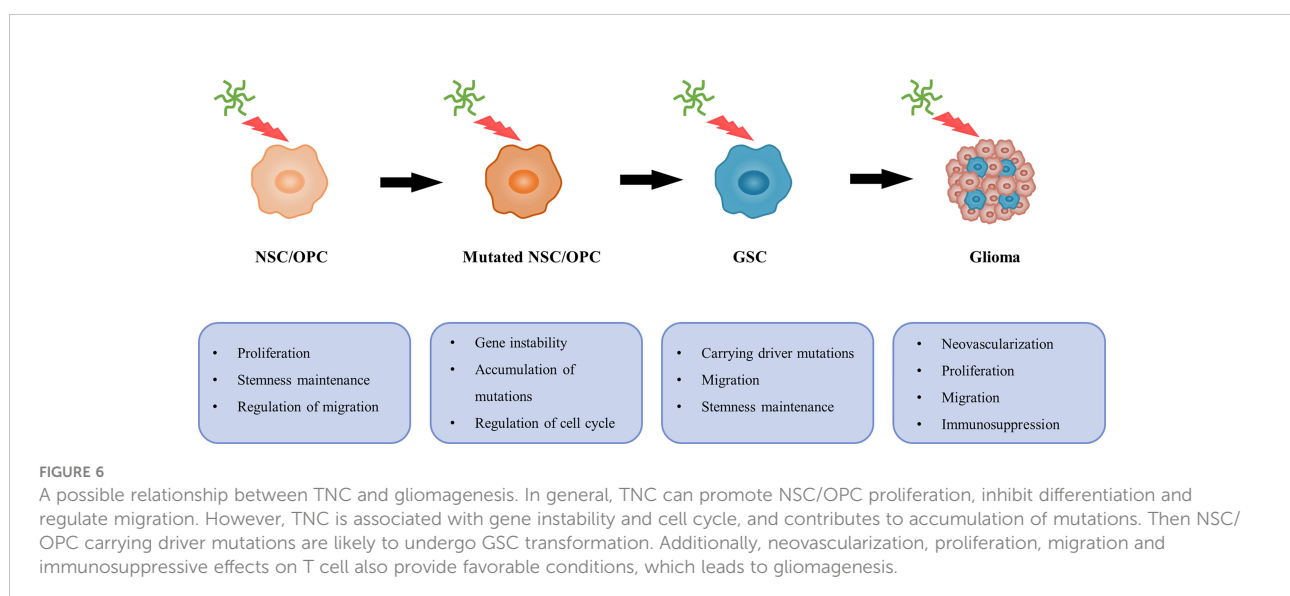 NSC/OPC
Mutated NSC/OPC
GSC
Glioma
• Proliferation
• Stemness maintenance
• Regulation of migration
• Gene instability
• Accumulation of
mutations
• Regulation of cell cycle
• Carrying driver mutations
• Migration
• Stemness maintenance
• Neovascularization
• Proliferation
• Migration
• Immunosuppression
FIGURE 6
A possible relationship between TNC and gliomagenesis. In general, TNC can promote NSC/OPC proliferation, inhibit differentiation and
regulate migration. However, TNC is associated with gene instability and cell cycle, and contributes to accumulation of mutations. Then NSC/
OPC carrying driver mutations are likely to undergo GSC transformation. Additionally, neovascularization, proliferation, migration and
immunosuppressive effects on T cell also provide favorable conditions, which leads to gliomagenesis.